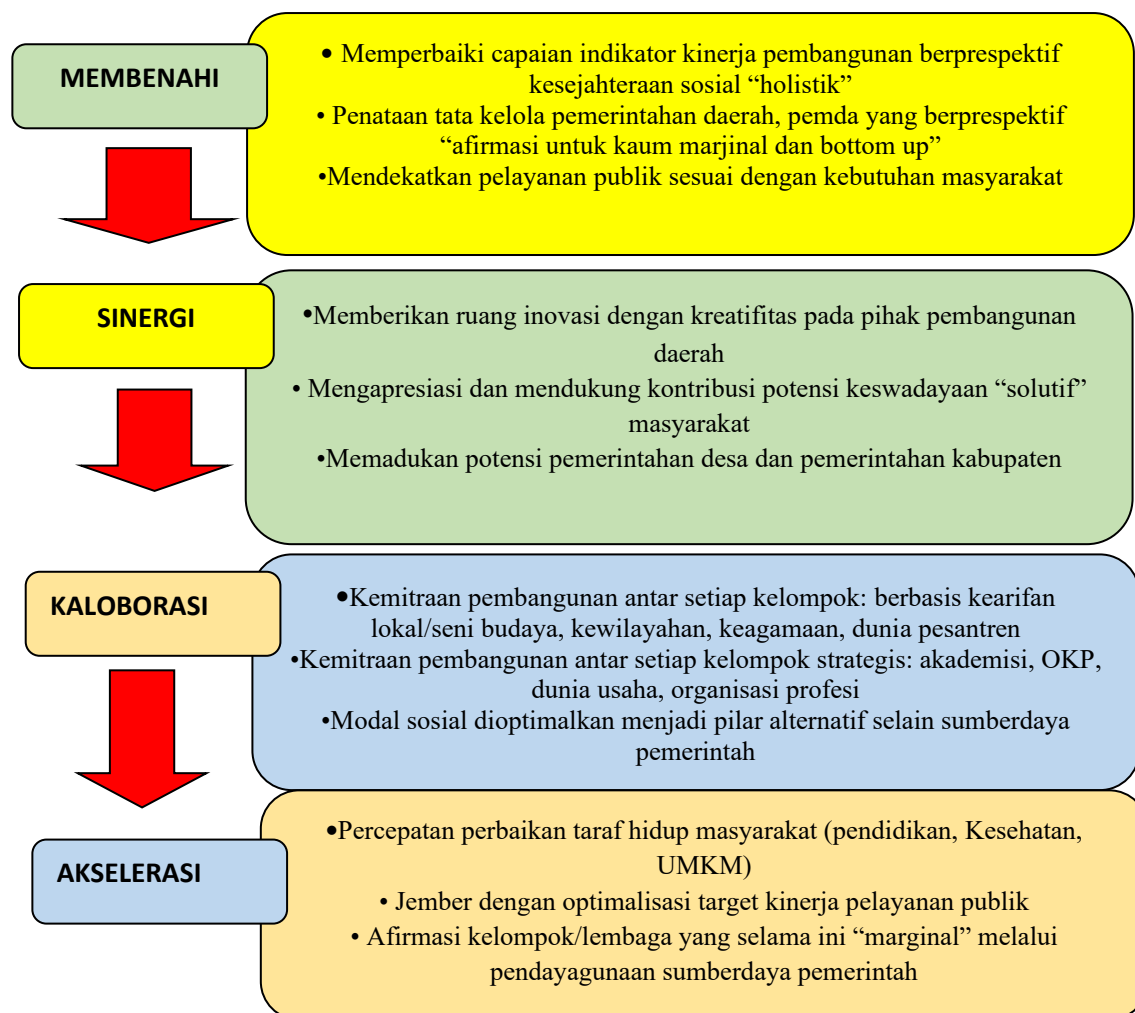 MEMBENAHI
• Memperbaiki capaian indikator kinerja pembangunan berprespektif
kesejahteraan sosial “holistik”
• Penataan tata kelola pemerintahan daerah, pemda yang berprespektif
“afirmasi untuk kaum marjinal dan bottom up”
•Mendekatkan pelayanan publik sesuai dengan kebutuhan masyarakat
SINERGI
•Memberikan ruang inovasi dengan kreatifitas pada pihak pembangunan
daerah
• Mengapresiasi dan mendukung kontribusi potensi keswadayaan “solutif”
masyarakat
•Memadukan potensi pemerintahan desa dan pemerintahan kabupaten
KALOBORASI
•Kemitraan pembangunan antar setiap kelompok: berbasis kearifan
lokal/seni budaya, kewilayahan, keagamaan, dunia pesantren
•Kemitraan pembangunan antar setiap kelompok strategis: akademisi, OKP,
dunia usaha, organisasi profesi
•Modal sosial dioptimalkan menjadi pilar alternatif selain sumberdaya
pemerintah
AKSELERASI
•Percepatan perbaikan taraf hidup masyarakat (pendidikan, Kesehatan,
UMKM)
• Jember dengan optimalisasi target kinerja pelayanan publik
• Afirmasi kelompok/lembaga yang selama ini “marginal” melalui
pendayagunaan sumberdaya pemerintah